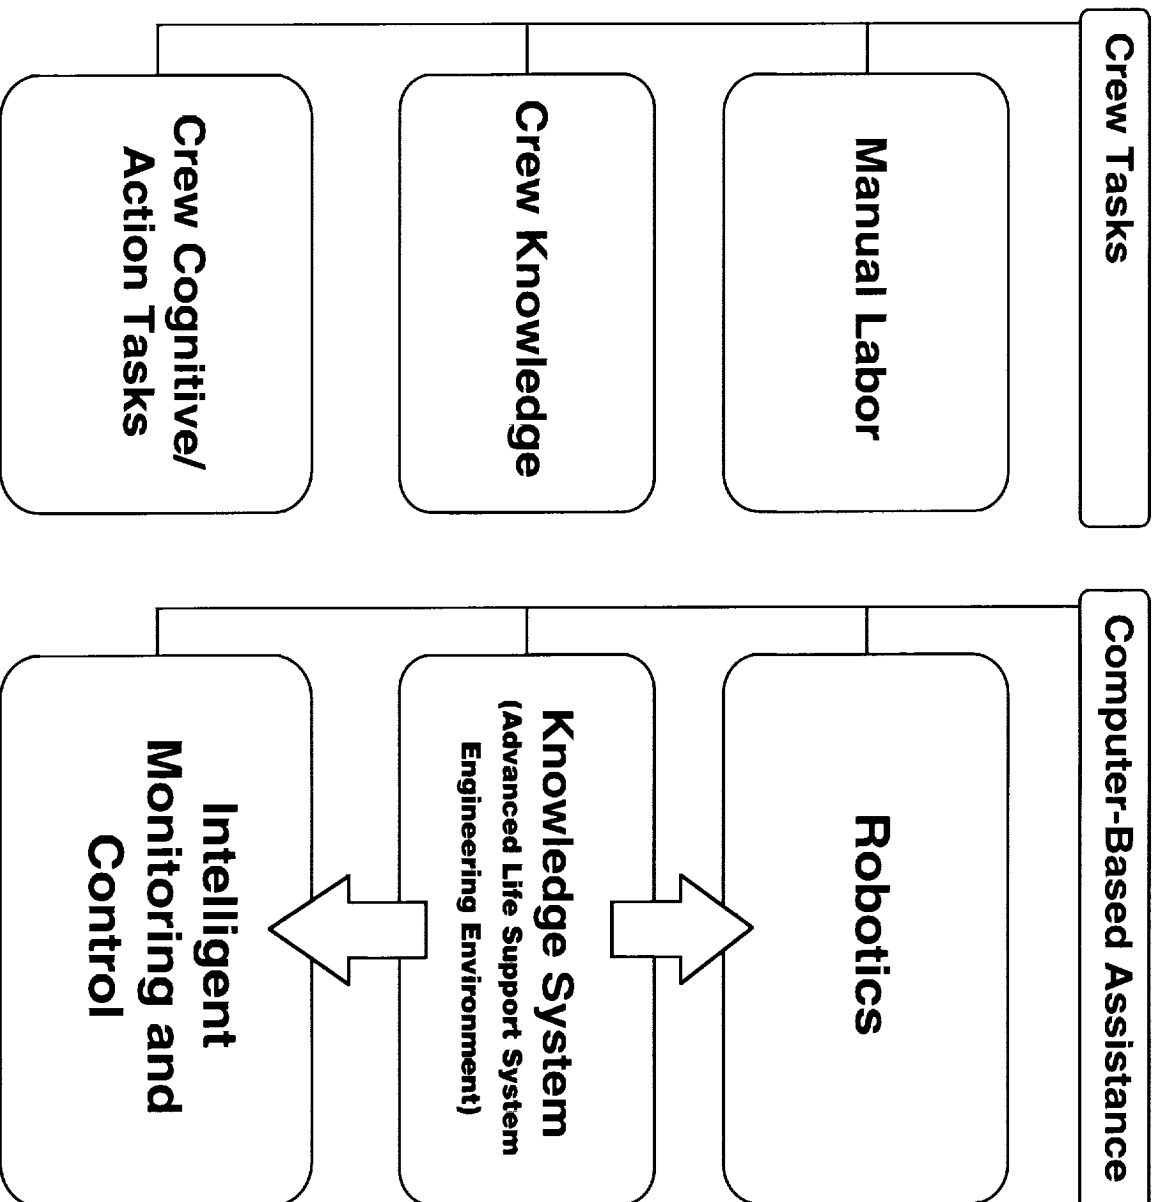 Crew Tasks
Manual Labor
Crew Knowledge
Crew Cognitive/
Action Tasks
Computer-Based Assistance
Robotics
Knowledge System
(Advanced Life Support System
Engineering Environment)
Intelligent
Monitoring and
Control